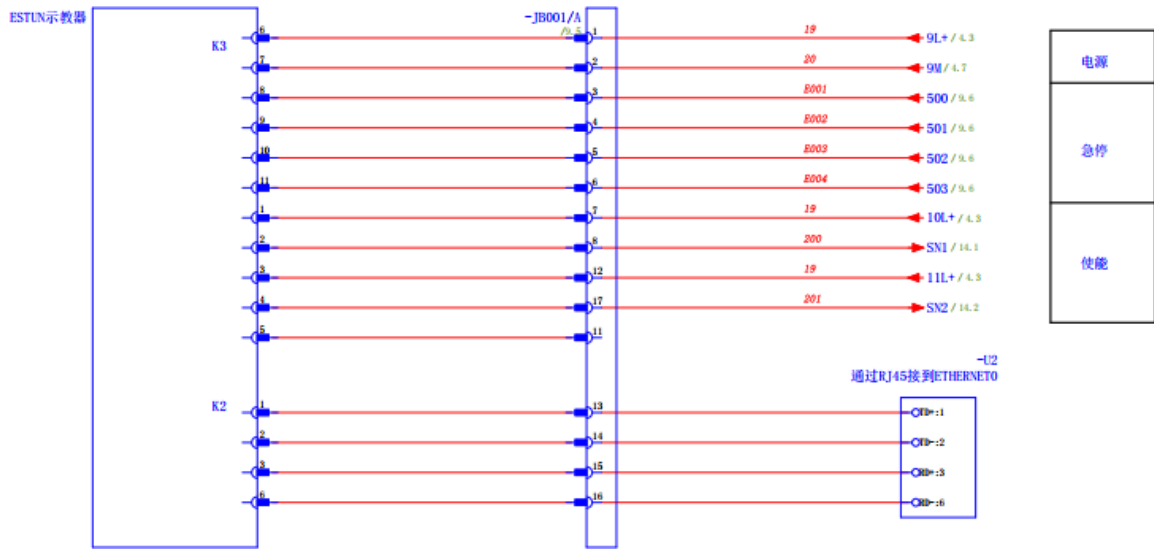 ESTUN示教器
-JB001/A
/9.5
K3
6 1 19 9L+/4.3
7 2 20 9M/4.7
8 3 E001 500/9.6
9 4 E002 501/9.6
10 5 E003 502/9.6
11 6 E004 503/9.6
1 7 19 10L+/4.3
2 8 200 SN1/14.1
3 12 19 11L+/4.3
4 17 201 SN2/14.2
5 11
电源
急停
使能
-U2
通过RJ45接到ETHERNET0
K2
1 13 TD+:1
2 14 TD-:2
3 15 RD+:3
6 16 RD-:6